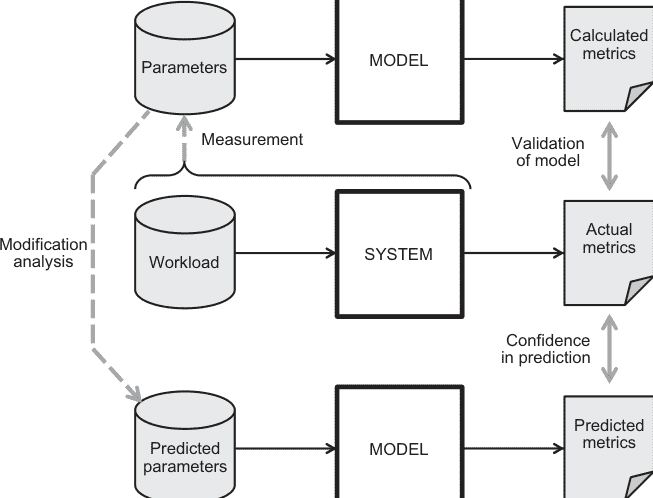 Parameters
MODEL
Calculated
metrics
Measurement
Validation
of model
Modification
analysis
Workload
SYSTEM
Actual
metrics
Confidence
in prediction
Predicted
parameters
MODEL
Predicted
metrics